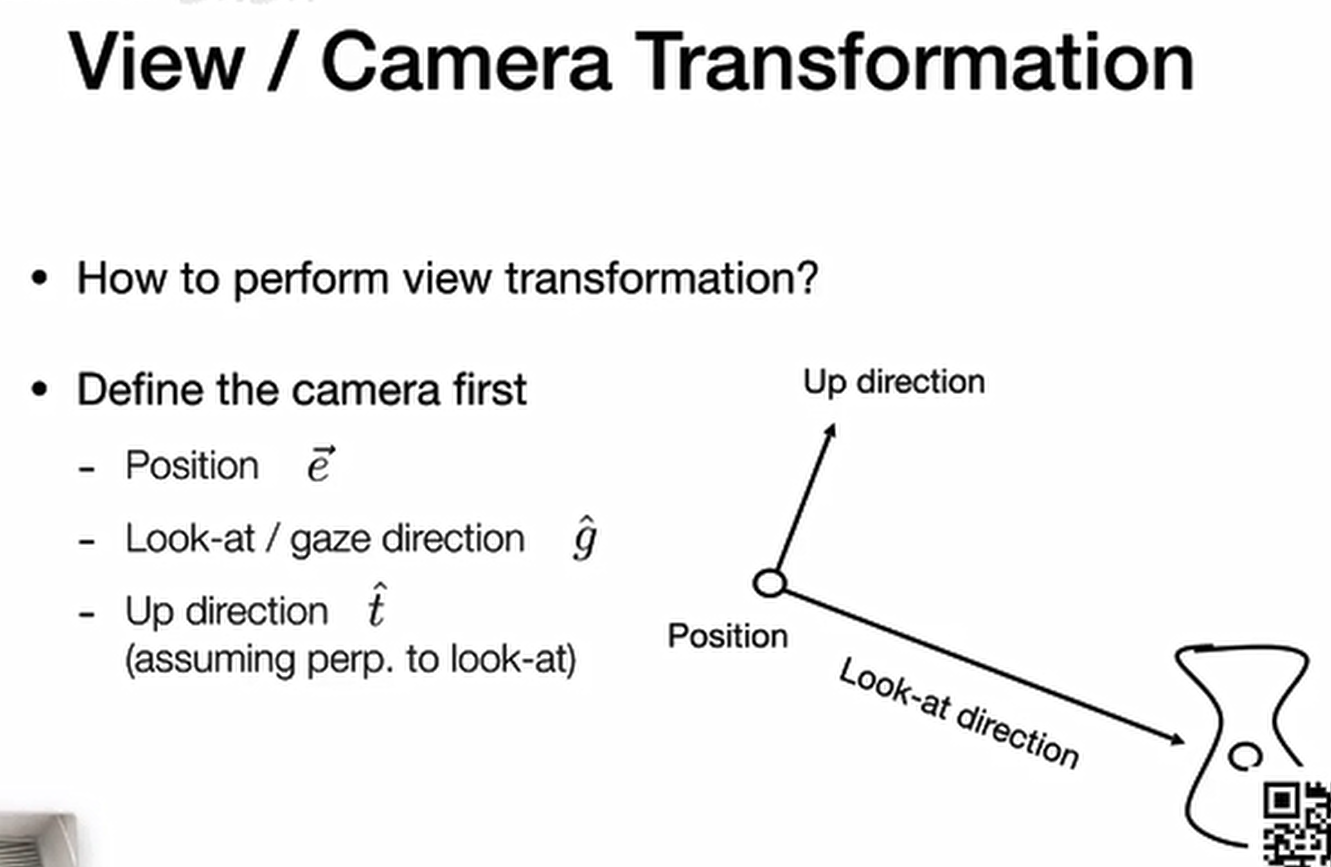 View / Camera Transformation
• How to perform view transformation?
• Define the camera first
- Position $\vec{e}$
- Look-at / gaze direction $\hat{g}$
- Up direction $\hat{t}$
(assuming perp. to look-at)
Up direction
Position
Look-at direction